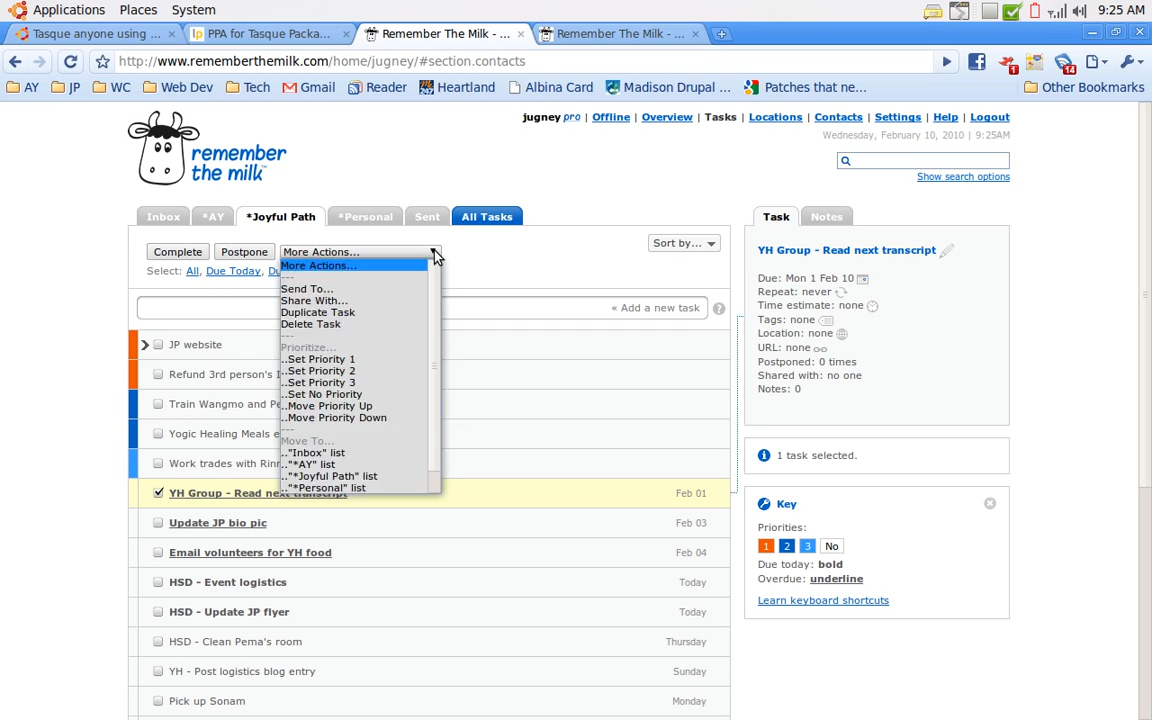 Applications Places System 9:25 AM
Tasque anyone using ... PPA for Tasque Packa... Remember The Milk - ... Remember The Milk - ...
http://www.rememberthemilk.com/home/jugney/#section.contacts 1 14
AY JP WC Web Dev Tech Gmail Reader Heartland Albina Card Madison Drupal ... Patches that ne... Other Bookmarks
jugney pro | Offline | Overview | Tasks | Locations | Contacts | Settings | Help | Logout
Wednesday, February 10, 2010 | 9:25AM
remember
the milk
Show search options
Inbox *AY *Joyful Path *Personal Sent All Tasks
Task Notes
Complete Postpone More Actions... Sort by...
Select: All, Due Today,
« Add a new task
More Actions...
---
Send To...
Share With...
Duplicate Task
Delete Task
---
Prioritize...
..Set Priority 1
..Set Priority 2
..Set Priority 3
..Set No Priority
..Move Priority Up
..Move Priority Down
---
Move To...
.."Inbox" list
.."*AY" list
.."*Joyful Path" list
.."*Personal" list
JP website
Refund 3rd person's
Train Wangmo and
Yogic Healing Meals
Work trades with
YH Group - Read next transcript Feb 01
Update JP bio pic Feb 03
Email volunteers for YH food Feb 04
HSD - Event logistics Today
HSD - Update JP flyer Today
HSD - Clean Pema's room Thursday
YH - Post logistics blog entry Sunday
Pick up Sonam Monday
YH Group - Read next transcript
Due: Mon 1 Feb 10
Repeat: never
Time estimate: none
Tags: none
Location: none
URL: none
Postponed: 0 times
Shared with: no one
Notes: 0
1 task selected.
Key
Priorities:
1 2 3 No
Due today: bold
Overdue: underline
Learn keyboard shortcuts